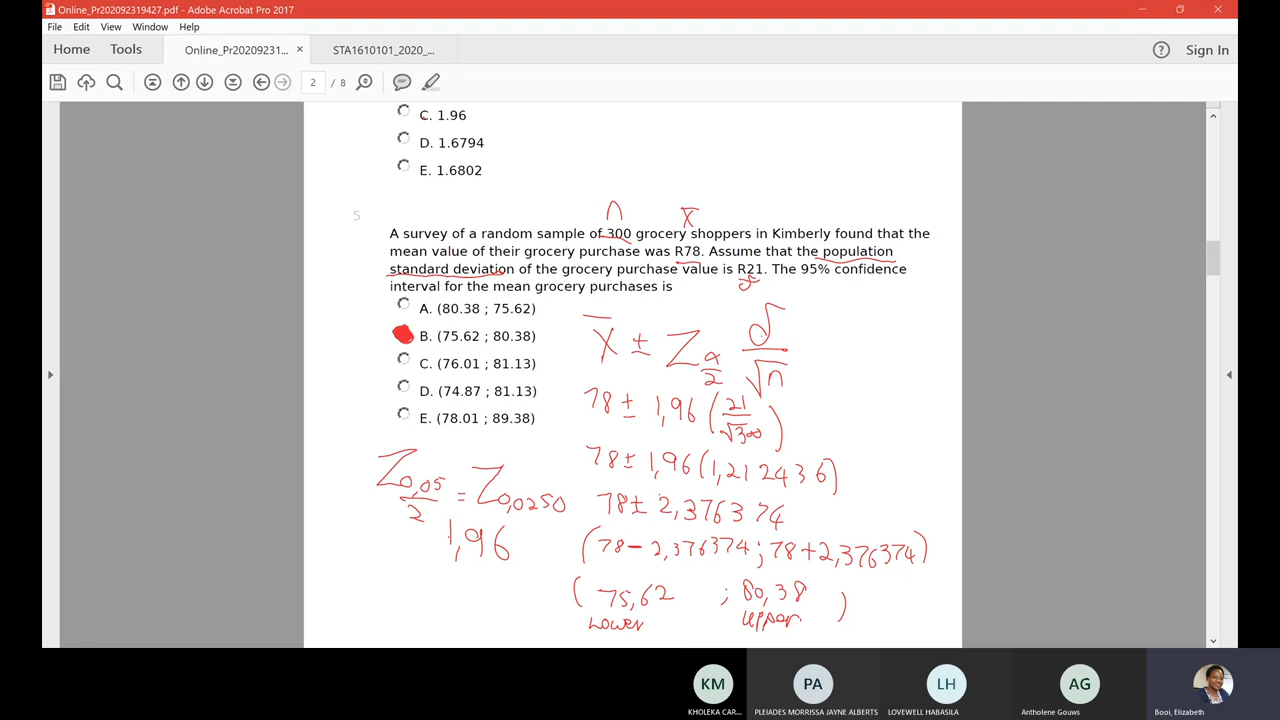 Online_Pr202092319427.pdf - Adobe Acrobat Pro 2017
File Edit View Window Help
Home Tools Online_Pr20209231... × STA1610101_2020_... Sign In
2 / 8
C. 1.96
D. 1.6794
E. 1.6802
n x̄
5
A survey of a random sample of 300 grocery shoppers in Kimberly found that the
mean value of their grocery purchase was R78. Assume that the population
standard deviation of the grocery purchase value is R21. The 95% confidence
σ
interval for the mean grocery purchases is
A. (80.38 ; 75.62)
B. (75.62 ; 80.38)
C. (76.01 ; 81.13)
D. (74.87 ; 81.13)
E. (78.01 ; 89.38)
X̄ ± Z α/2 σ/√n
78 ± 1,96 (21/√300)
78 ± 1,96 (1,212436)
78 ± 2,376374
(78 - 2,376374 ; 78 + 2,376374)
(75,62 ; 80,38)
Lower upper
Z 0,05/2 = Z 0,0250
1,96
KM PA LH AG
KHOLEKA CAR... PLEIADES MORRISSA JAYNE ALBERTS LOVEWELL HABASILA Antholene Gouws Booi, Elizabeth